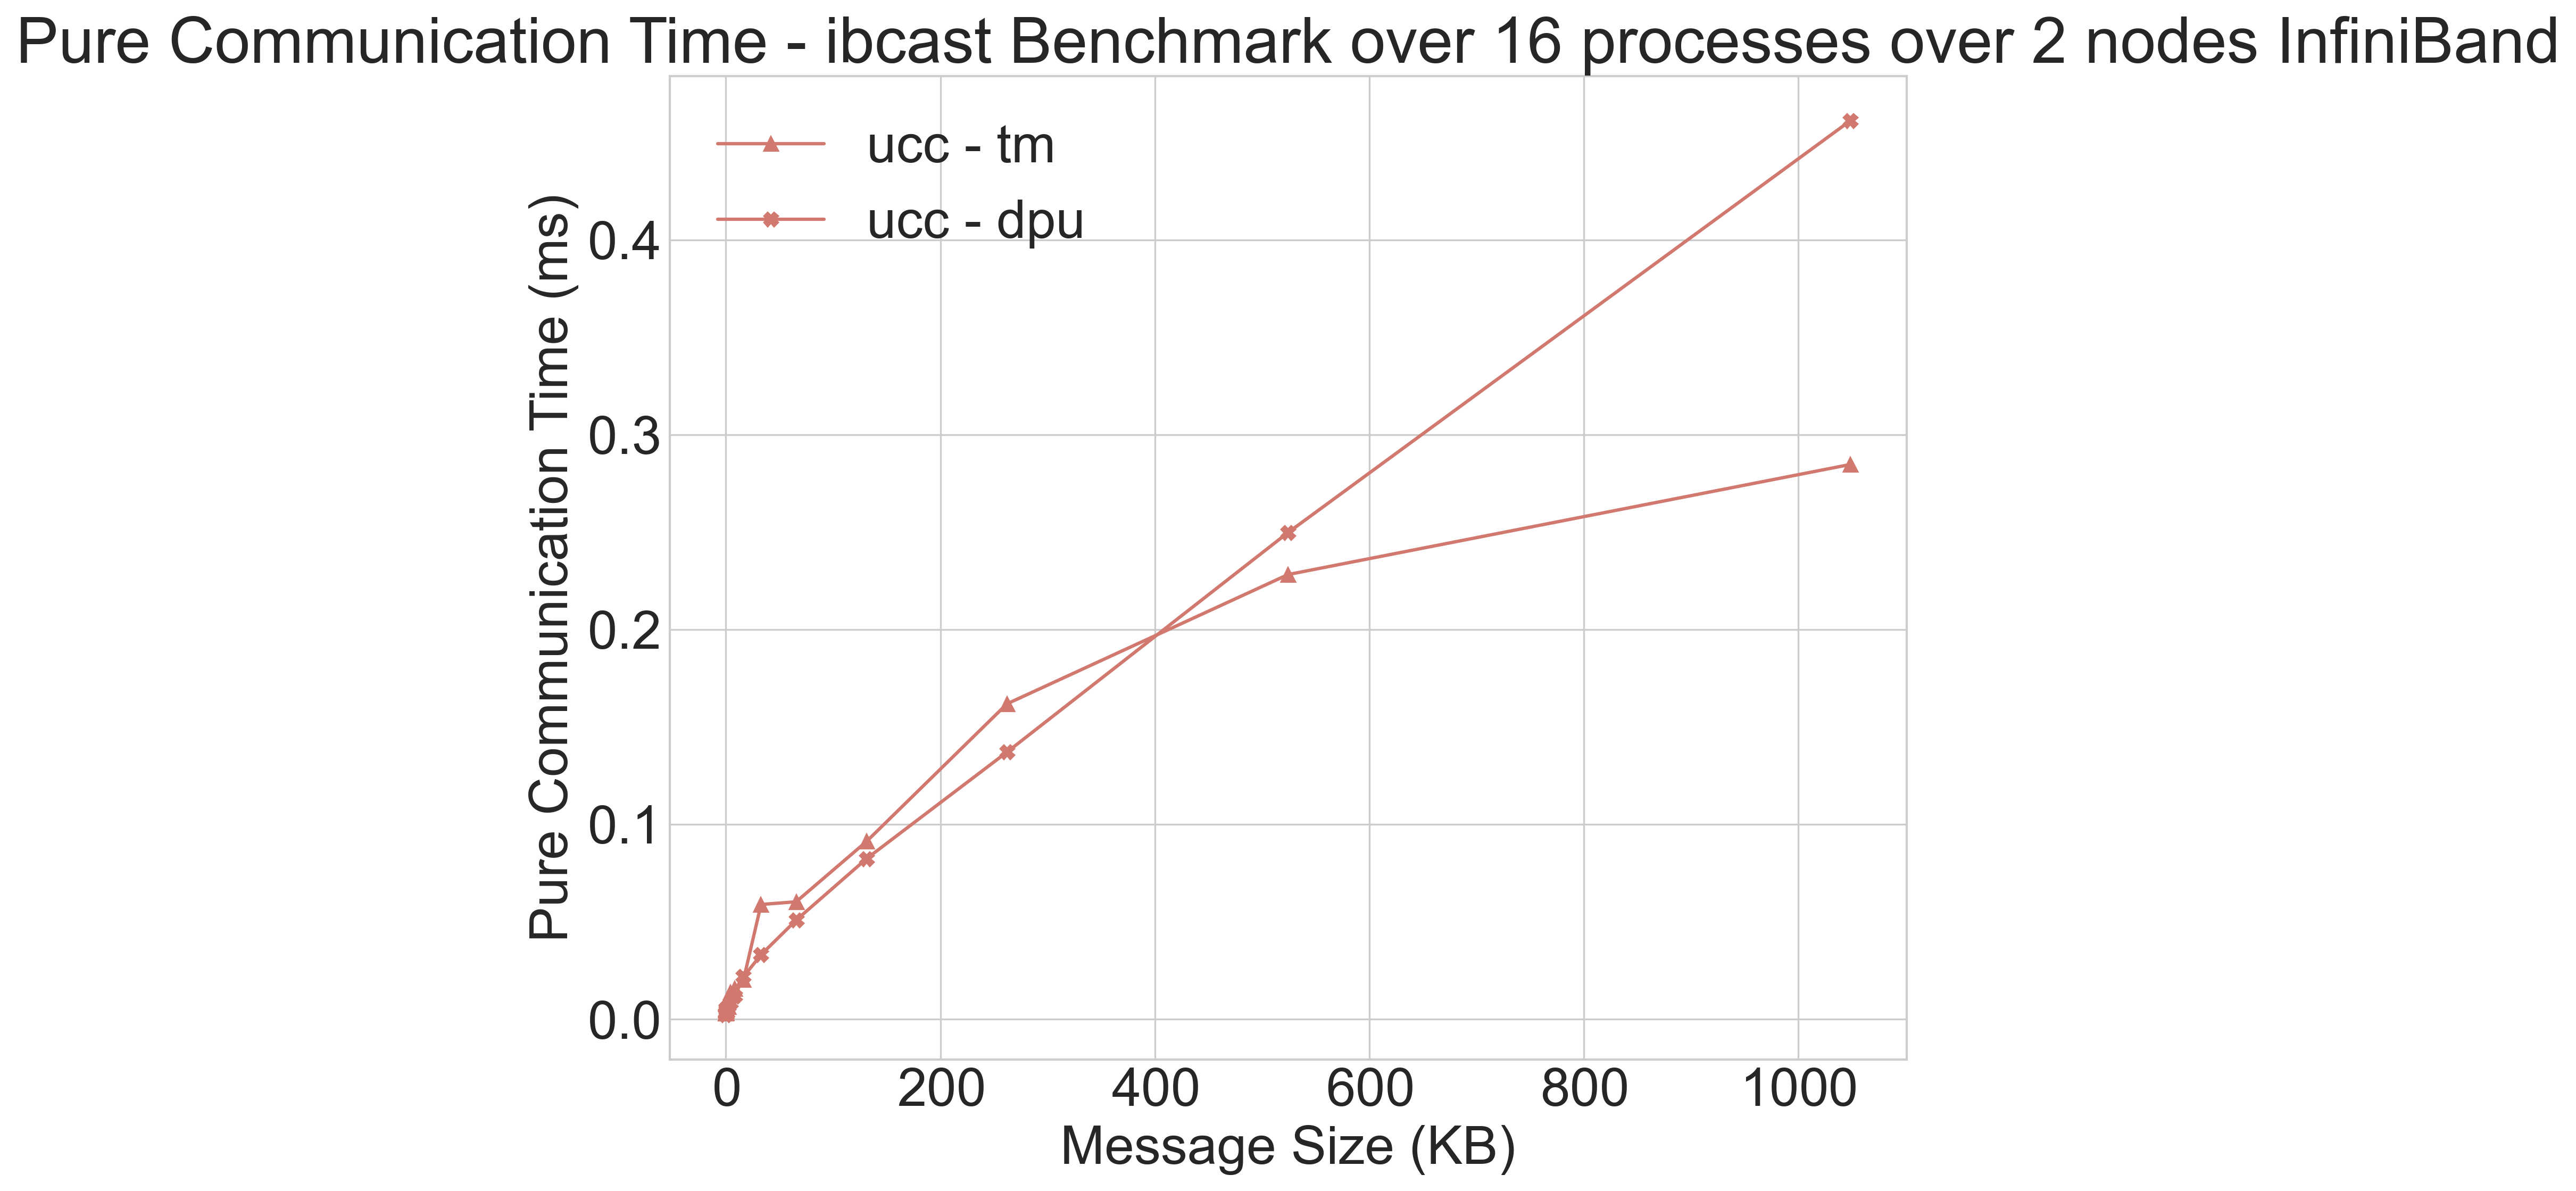 Pure Communication Time - ibcast Benchmark over 16 processes over 2 nodes InfiniBand
ucc - tm
ucc - dpu
Pure Communication Time (ms)
0.4
0.3
0.2
0.1
0.0
0 200 400 600 800 1000
Message Size (KB)